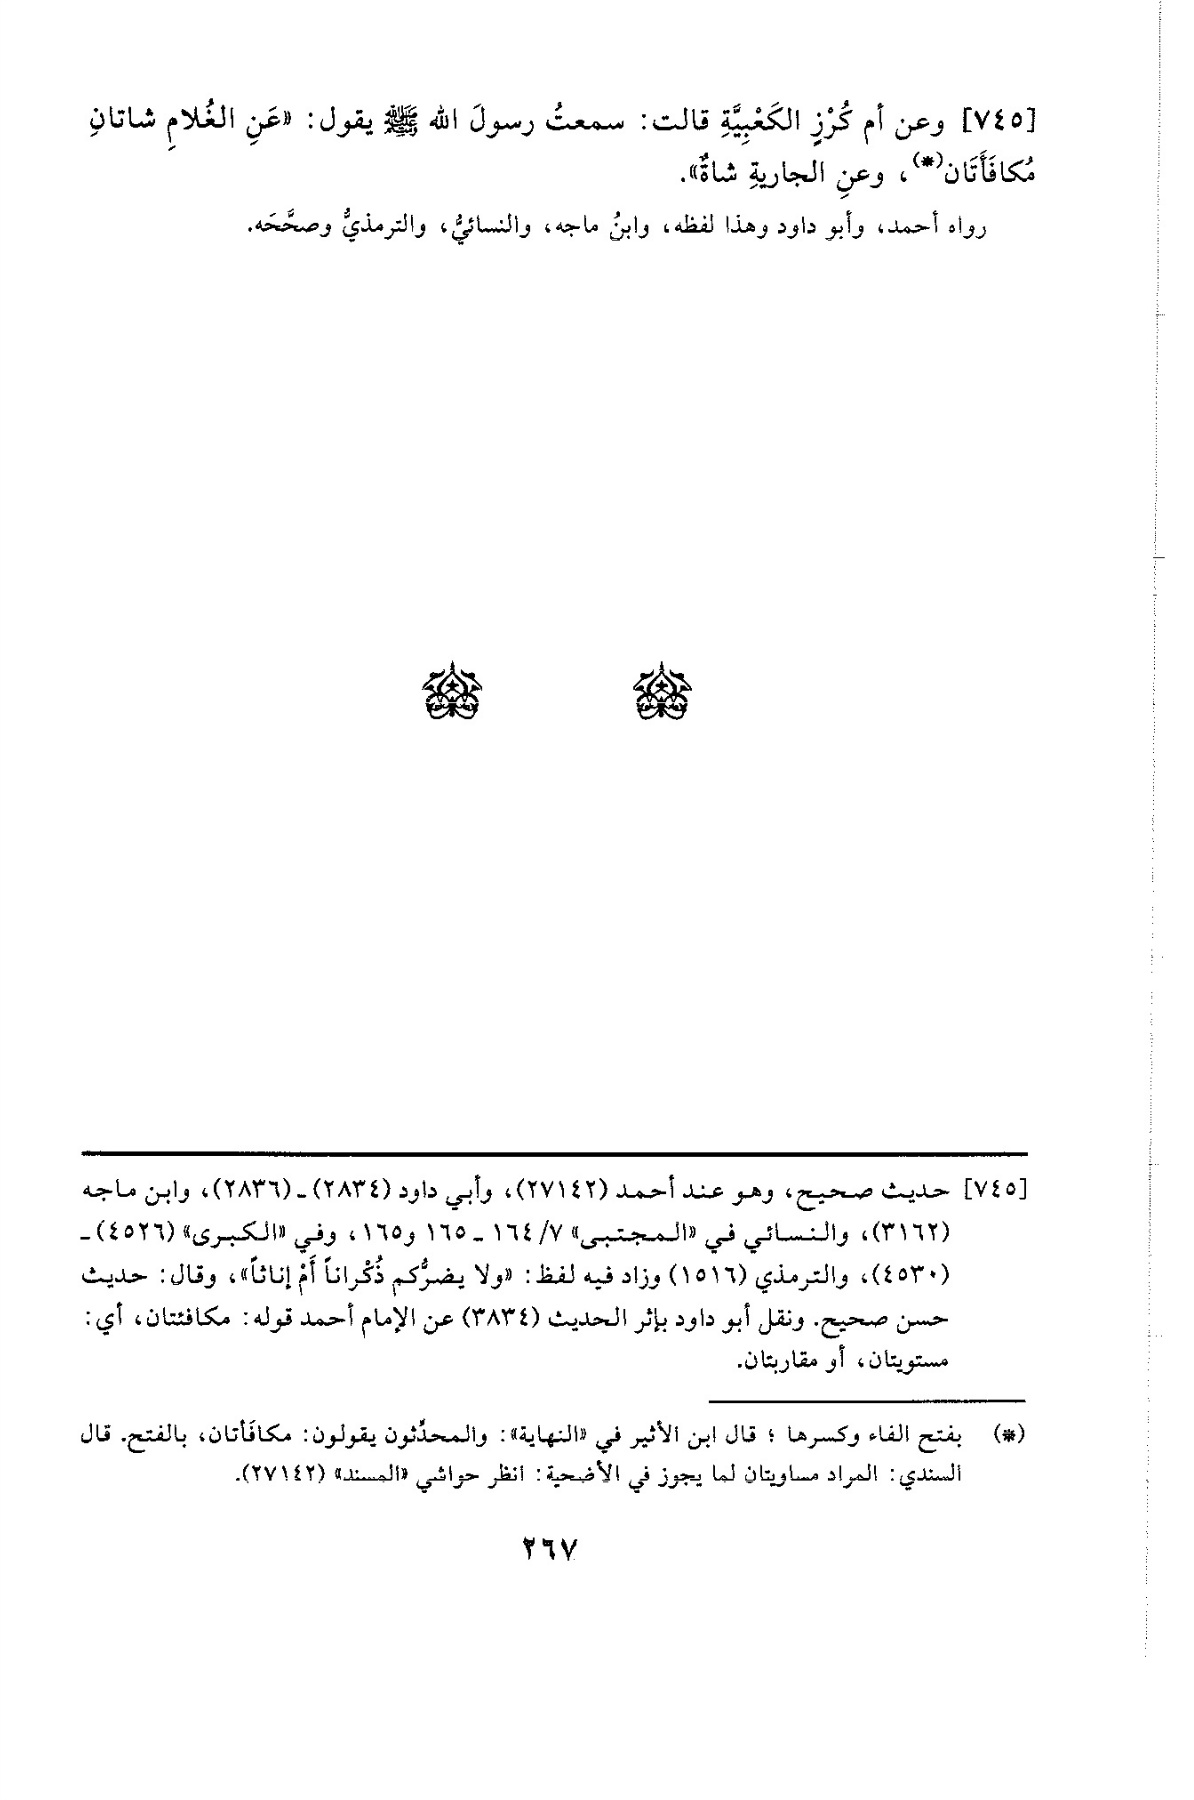 [٧٤٥] وعن أم كُرْزٍ الكَعْبِيَّةِ قالت: سمعتُ رسولَ الله ﷺ يقول: «عَنِ الغُلامِ شاتانِ
مُكافَأَتَان(*)، وعنِ الجاريةِ شاةٌ».
رواه أحمد، وأبو داود وهذا لفظه، وابنُ ماجه، والنسائيُّ، والترمذيُّ وصحَّحَه.
[٧٤٥] حديث صحيح، وهو عند أحمد (٢٧١٤٢)، وأبي داود (٢٨٣٤) ـ (٢٨٣٦)، وابن ماجه
(٣١٦٢)، والنسائي في «المجتبى» ٧/ ١٦٤ ـ ١٦٥ و١٦٥، وفي «الكبرى» (٤٥٢٦) ـ
(٤٥٣٠)، والترمذي (١٥١٦) وزاد فيه لفظ: «ولا يضرُّكم ذُكْراناً أَمْ إناثاً»، وقال: حديث
حسن صحيح. ونقل أبو داود بإثر الحديث (٣٨٣٤) عن الإمام أحمد قوله: مكافئتان، أي:
مستويتان، أو مقاربتان.
(*) بفتح الفاء وكسرها ؛ قال ابن الأثير في «النهاية»: والمحدِّثون يقولون: مكافَأتان، بالفتح. قال
السندي: المراد مساويتان لما يجوز في الأضحية: انظر حواشي «المسند» (٢٧١٤٢).
٢٦٧